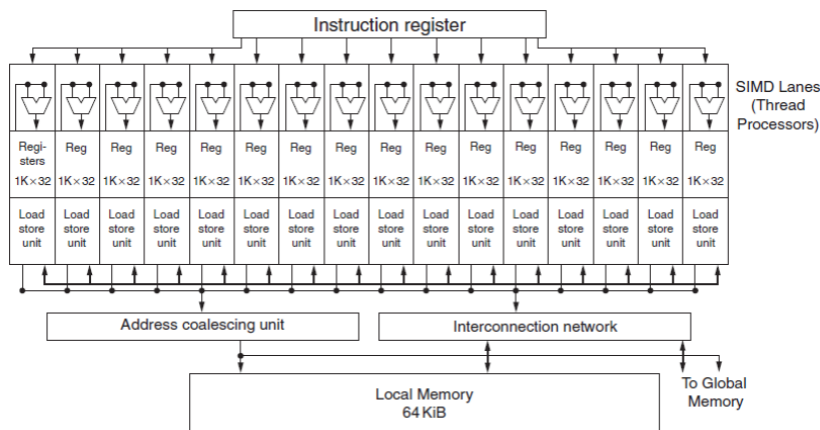 Instruction register
SIMD Lanes
(Thread
Processors)
Regi- Reg Reg Reg Reg Reg Reg Reg Reg Reg Reg Reg Reg Reg Reg Reg
sters
1K×32 1K×32 1K×32 1K×32 1K×32 1K×32 1K×32 1K×32 1K×32 1K×32 1K×32 1K×32 1K×32 1K×32 1K×32 1K×32
Load Load Load Load Load Load Load Load Load Load Load Load Load Load Load Load
store store store store store store store store store store store store store store store store
unit unit unit unit unit unit unit unit unit unit unit unit unit unit unit unit
Address coalescing unit
Interconnection network
Local Memory
64 KiB
To Global
Memory